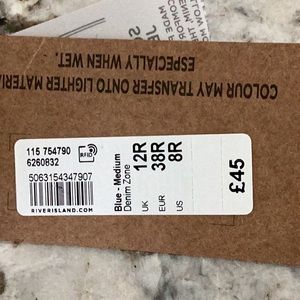 COLOUR MAY TRANSFER ONTO LIGHTER MATERIA
ESPECIALLY WHEN WET.
115 754790
6260832
RFID
5063154347907
RIVERISLAND.COM
Blue - Medium
Denim Zone
12R
UK
38R
EUR
8R
US
£45